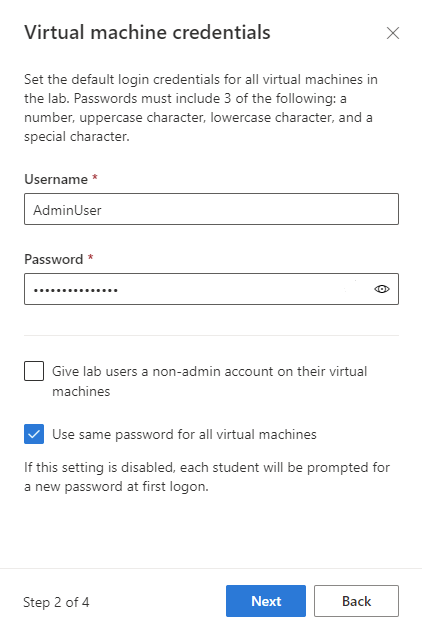 Virtual machine credentials
Set the default login credentials for all virtual machines in
the lab. Passwords must include 3 of the following: a
number, uppercase character, lowercase character, and a
special character.
Username *
AdminUser
Password *
•••••••••••••••
Give lab users a non-admin account on their virtual
machines
Use same password for all virtual machines
If this setting is disabled, each student will be prompted for
a new password at first logon.
Step 2 of 4
Next
Back